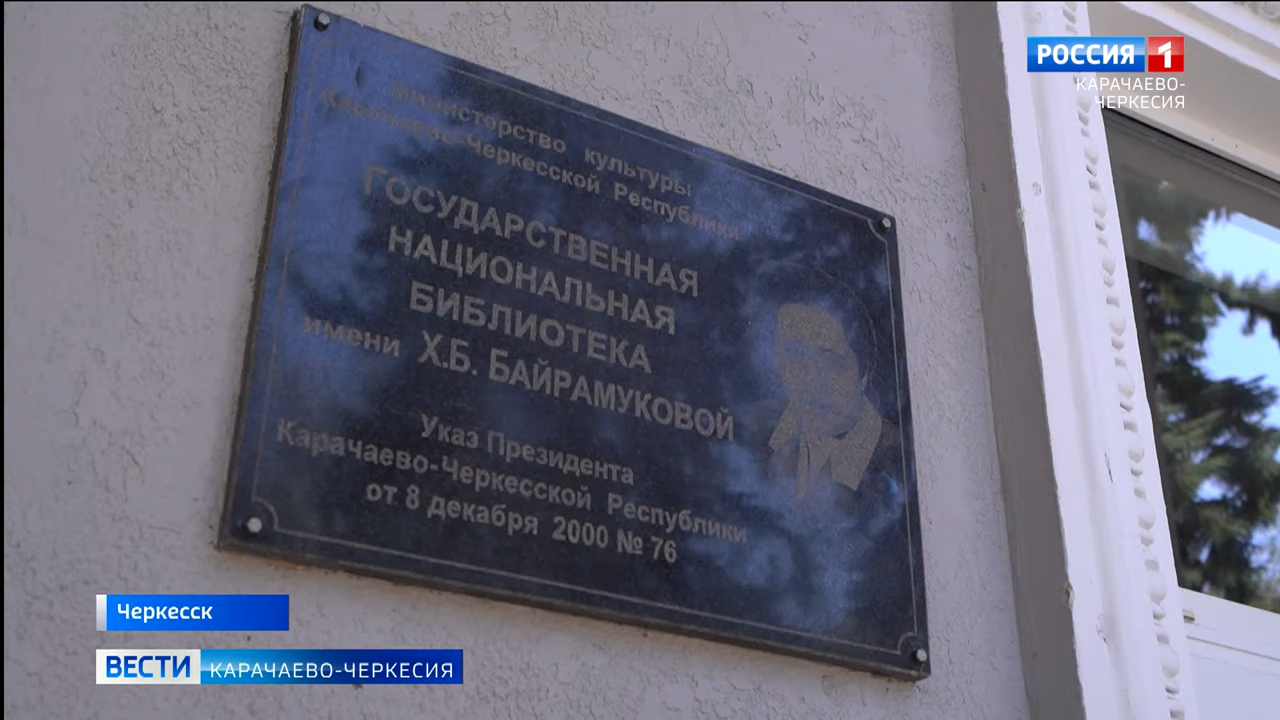 РОССИЯ 1
КАРАЧАЕВО-
ЧЕРКЕСИЯ
Министорство культуры
Карачаево-Черкесской Республики
ГОСУДАРСТВЕННАЯ
НАЦИОНАЛЬНАЯ
БИБЛИОТЕКА
имени Х.Б. БАЙРАМУКОВОЙ
Указ Президента
Карачаево-Черкесской Республики
от 8 декабря 2000 № 76
Черкесск
ВЕСТИ КАРАЧАЕВО-ЧЕРКЕСИЯ